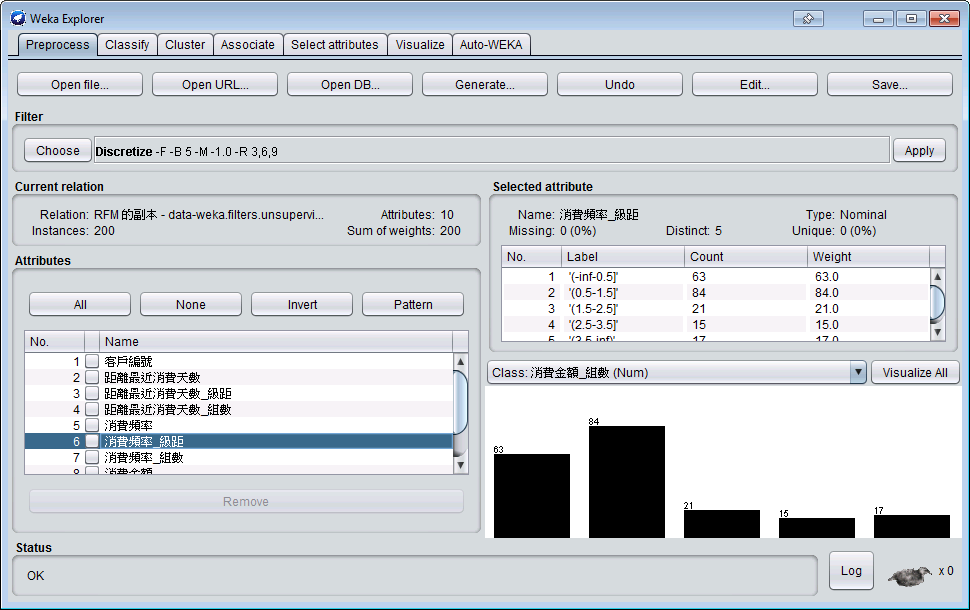 Weka Explorer
Preprocess Classify Cluster Associate Select attributes Visualize Auto-WEKA
Open file... Open URL... Open DB... Generate... Undo Edit... Save...
Filter
Choose Discretize -F -B 5 -M -1.0 -R 3,6,9 Apply
Current relation
Relation: RFM 的副本 - data-weka.filters.unsupervi... Attributes: 10
Instances: 200 Sum of weights: 200
Attributes
All None Invert Pattern
No. Name
1 客戶編號
2 距離最近消費天數
3 距離最近消費天數_級距
4 距離最近消費天數_組數
5 消費頻率
6 消費頻率_級距
7 消費頻率_組數
8 消費金額
Remove
Selected attribute
Name: 消費頻率_級距 Type: Nominal
Missing: 0 (0%) Distinct: 5 Unique: 0 (0%)
No. Label Count Weight
1 '(-inf-0.5]' 63 63.0
2 '(0.5-1.5]' 84 84.0
3 '(1.5-2.5]' 21 21.0
4 '(2.5-3.5]' 15 15.0
5 '(3.5-inf)' 17 17.0
Class: 消費金額_組數 (Num) Visualize All
63 84 21 15 17
Status
OK Log x 0